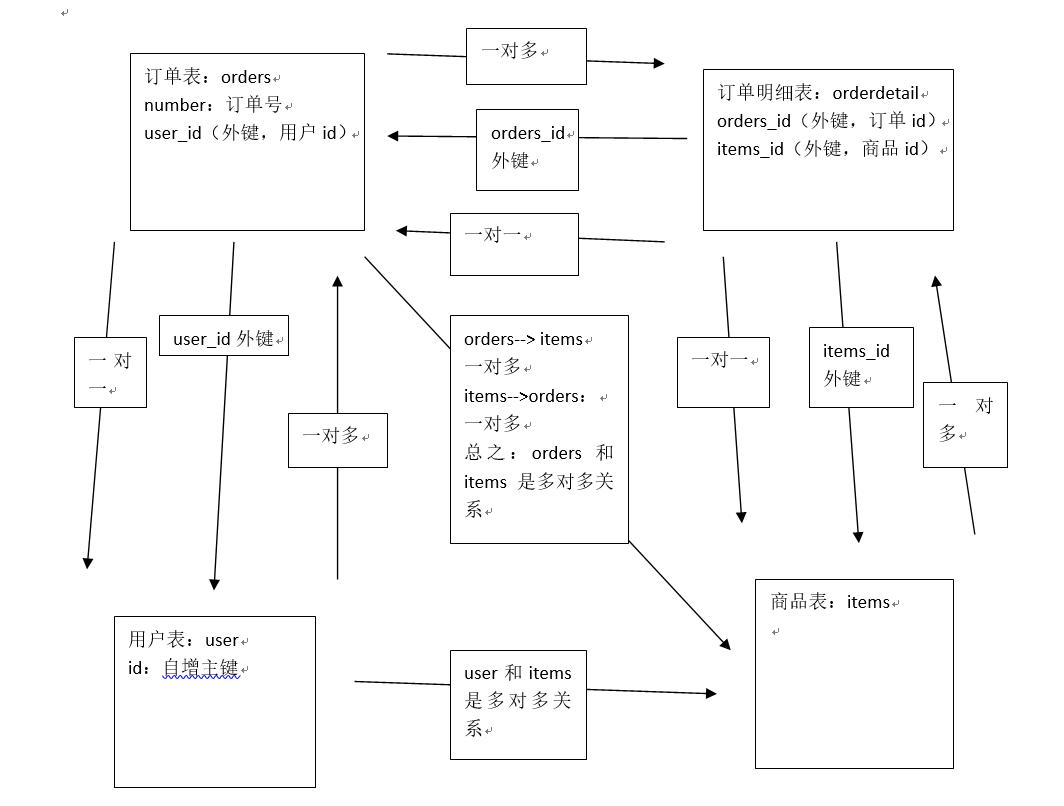 一对多
订单表：orders
number：订单号
user_id（外键，用户 id）
订单明细表：orderdetail
orders_id（外键，订单 id）
items_id（外键，商品 id）
orders_id
外键
一对一
一 对
一
user_id 外键
一对多
orders--> items
一对多
items-->orders：
一对多
总之：orders 和
items 是多对多关
系
一对一
items_id
外键
一 对
多
用户表：user
id：自增主键
user 和 items
是多对多关
系
商品表：items